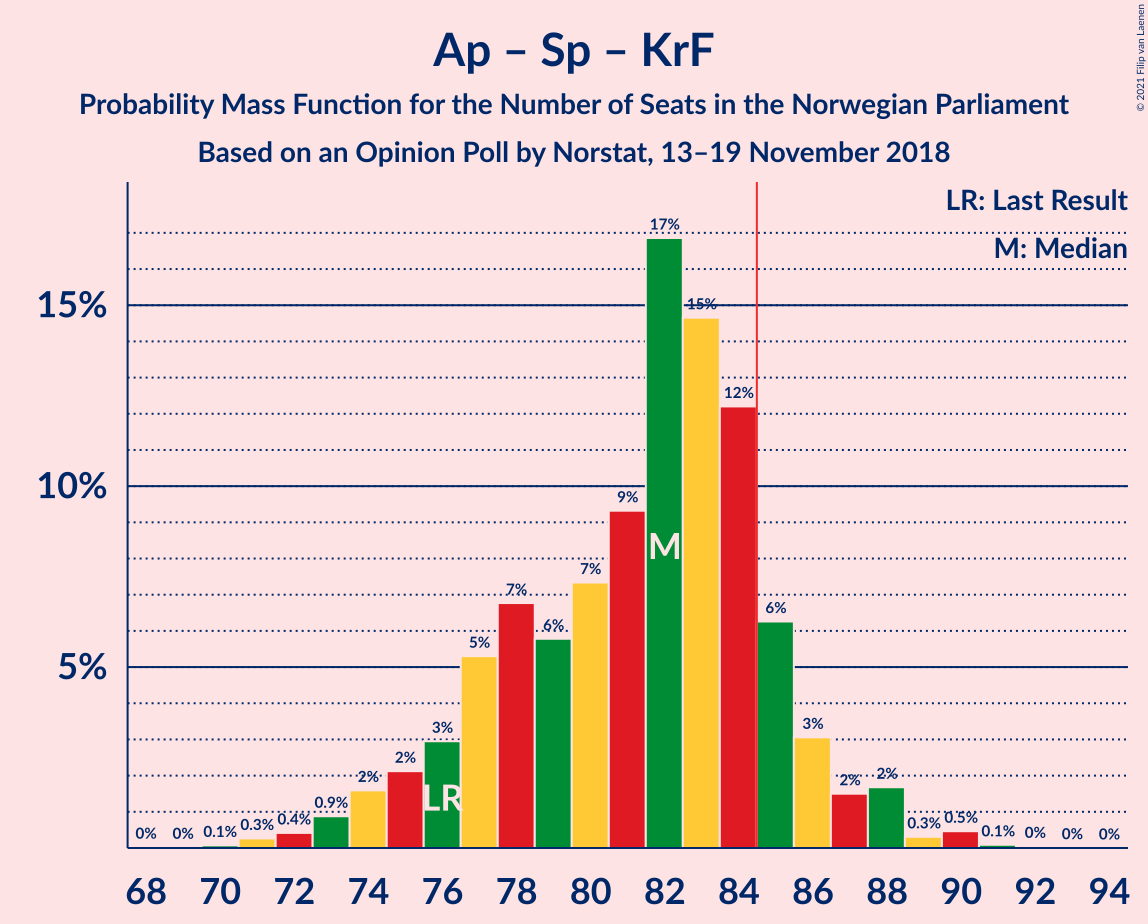 Ap – Sp – KrF
Probability Mass Function for the Number of Seats in the Norwegian Parliament
Based on an Opinion Poll by Norstat, 13–19 November 2018
© 2021 Filip van Laenen
LR: Last Result
M: Median
15%
10%
5%
0% 0% 0.1% 0.3% 0.4% 0.9% 2% 2% 3% 5% 7% 6% 7% 9% 17% 15% 12% 6% 3% 2% 2% 0.3% 0.5% 0.1% 0% 0% 0%
M
LR
68 70 72 74 76 78 80 82 84 86 88 90 92 94